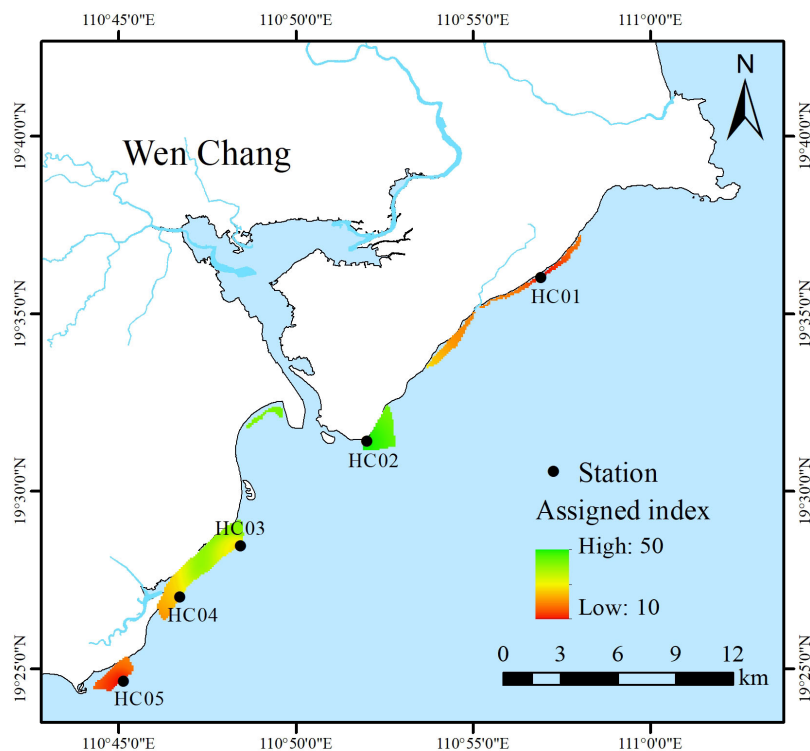 110°45'0"E 110°50'0"E 110°55'0"E 111°0'0"E
N
19°40'0"N 19°40'0"N
Wen Chang
HC01
19°35'0"N 19°35'0"N
HC02
Station
19°30'0"N 19°30'0"N
Assigned index
HC03
High: 50
Low: 10
HC04
0 3 6 9 12
km
19°25'0"N 19°25'0"N
HC05
110°45'0"E 110°50'0"E 110°55'0"E 111°0'0"E